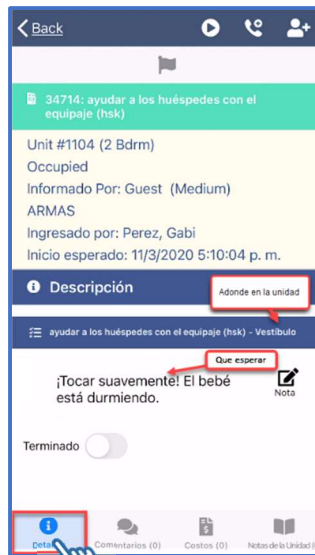 Back
34714: ayudar a los huéspedes con el
equipaje (hsk)
Unit #1104 (2 Bdrm)
Occupied
Informado Por: Guest (Medium)
ARMAS
Ingresado por: Perez, Gabi
Inicio esperado: 11/3/2020 5:10:04 p. m.
Descripción
Adonde en la unidad
ayudar a los huéspedes con el equipaje (hsk) - Vestíbulo
Que esperar
¡Tocar suavemente! El bebé
está durmiendo.
Nota
Terminado
Comentarios (0)
Costos (0)
Notas de la Unidad